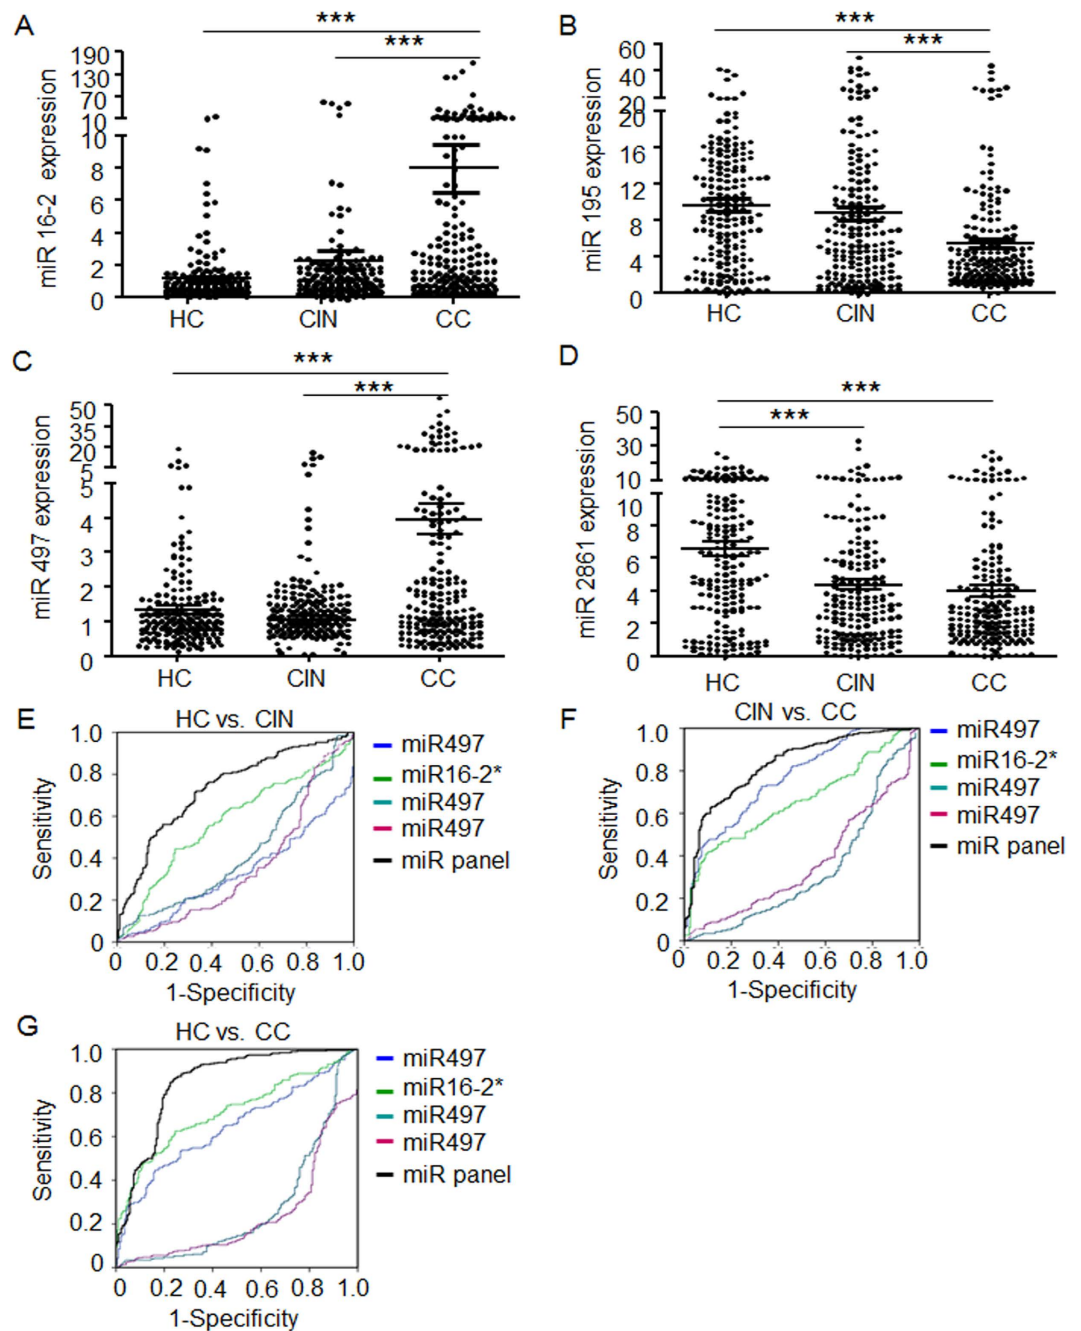 A
***
***
190
130
70
10
10
8
6
4
2
0
miR 16-2 expression
HC CIN CC
B
***
***
60
40
20
20
16
12
8
4
0
miR 195 expression
HC CIN CC
C
***
***
50
35
20
5
5
4
3
2
1
0
miR 497 expression
HC CIN CC
D
***
***
50
30
10
8
6
4
2
0
miR 2861 expression
HC CIN CC
E
HC vs. CIN
1.0
0.8
0.6
0.4
0.2
0
Sensitivity
0 0.2 0.4 0.6 0.8 1.0
1-Specificity
miR497
miR16-2*
miR497
miR497
miR panel
F
CIN vs. CC
1.0
0.8
0.6
0.4
0.2
0
Sensitivity
0 0.2 0.4 0.6 0.8 1.0
1-Specificity
miR497
miR16-2*
miR497
miR497
miR panel
G
HC vs. CC
1.0
0.8
0.6
0.4
0.2
0
Sensitivity
0 0.2 0.4 0.6 0.8 1.0
1-Specificity
miR497
miR16-2*
miR497
miR497
miR panel